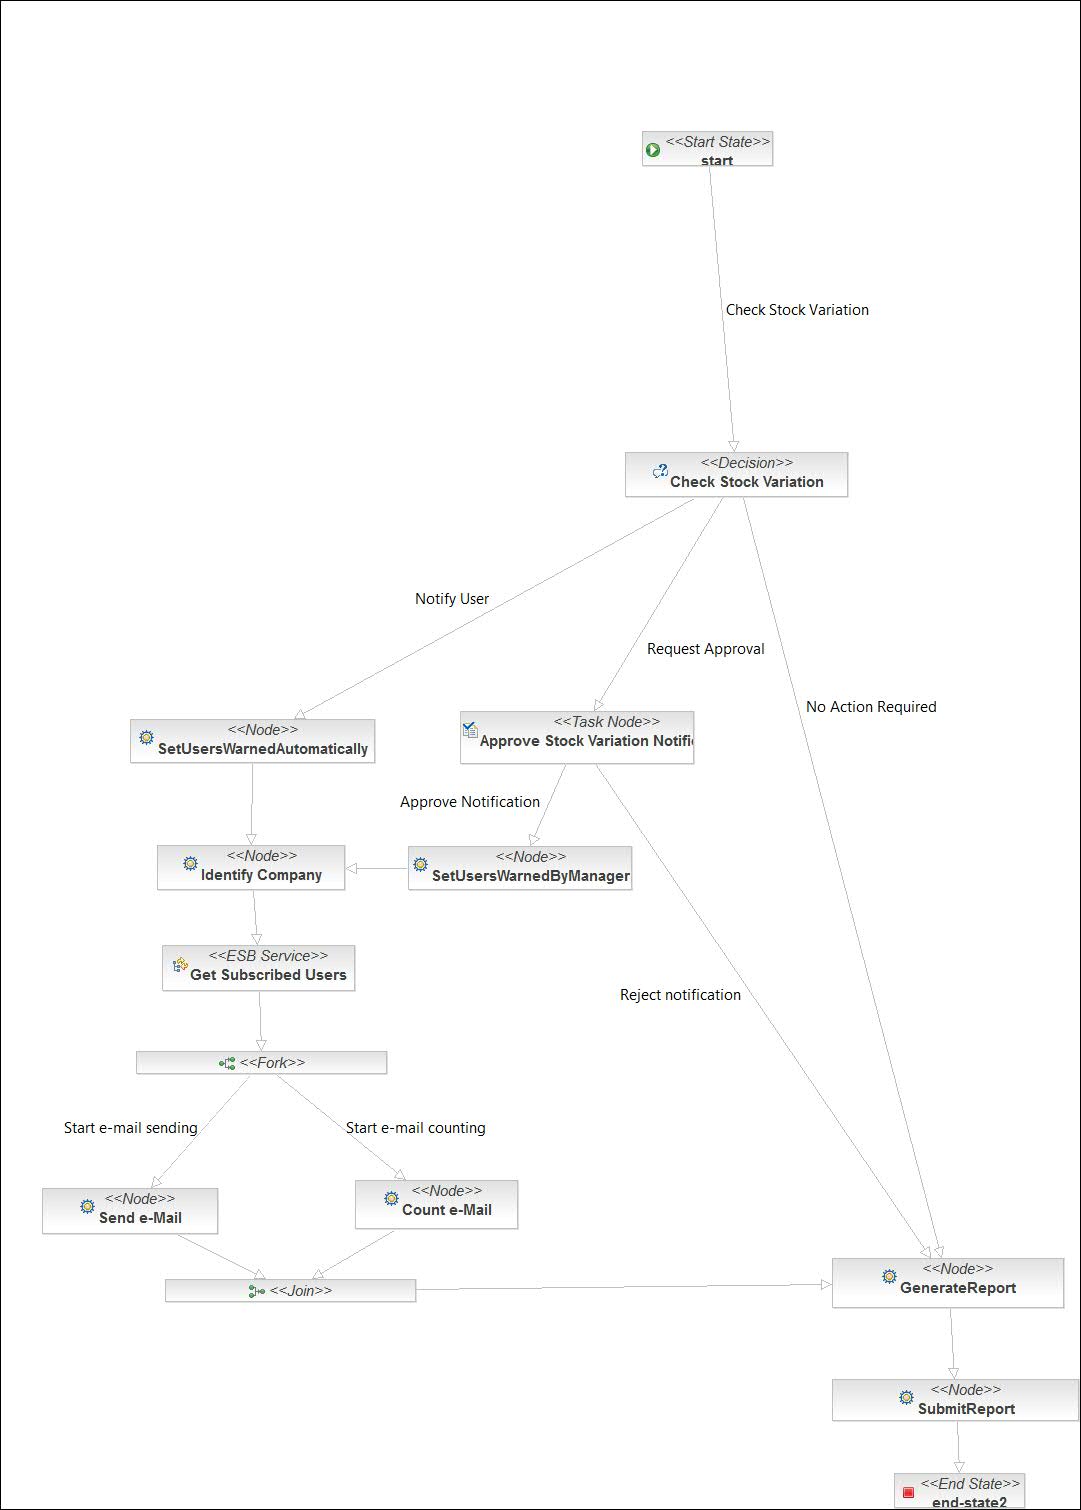 <<Start State>>
start
Check Stock Variation
<<Decision>>
Check Stock Variation
Notify User
Request Approval
No Action Required
<<Node>>
SetUsersWarnedAutomatically
<<Task Node>>
Approve Stock Variation Notifi
Approve Notification
<<Node>>
Identify Company
<<Node>>
SetUsersWarnedByManager
<<ESB Service>>
Get Subscribed Users
Reject notification
<<Fork>>
Start e-mail sending
Start e-mail counting
<<Node>>
Send e-Mail
<<Node>>
Count e-Mail
<<Join>>
<<Node>>
GenerateReport
<<Node>>
SubmitReport
<<End State>>
end-state2